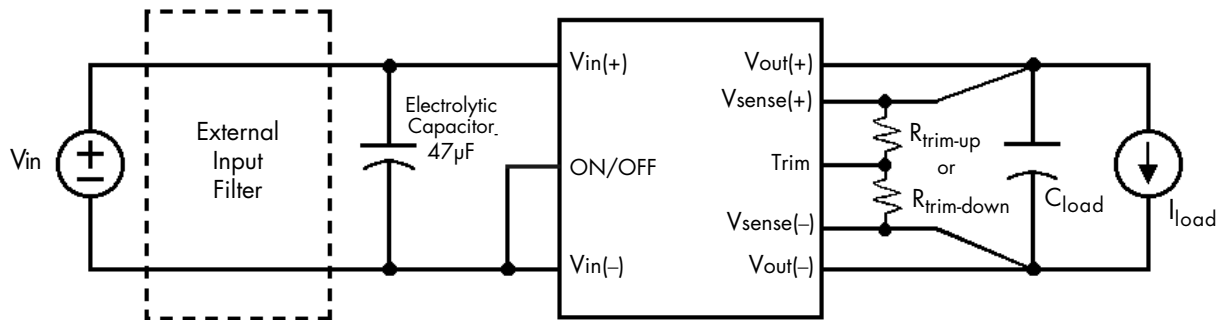 Vin
External
Input
Filter
Electrolytic
Capacitor
47µF
Vin(+)
ON/OFF
Vin(–)
Vout(+)
Vsense(+)
Trim
Vsense(–)
Vout(–)
Rtrim-up
or
Rtrim-down
Cload
Iload